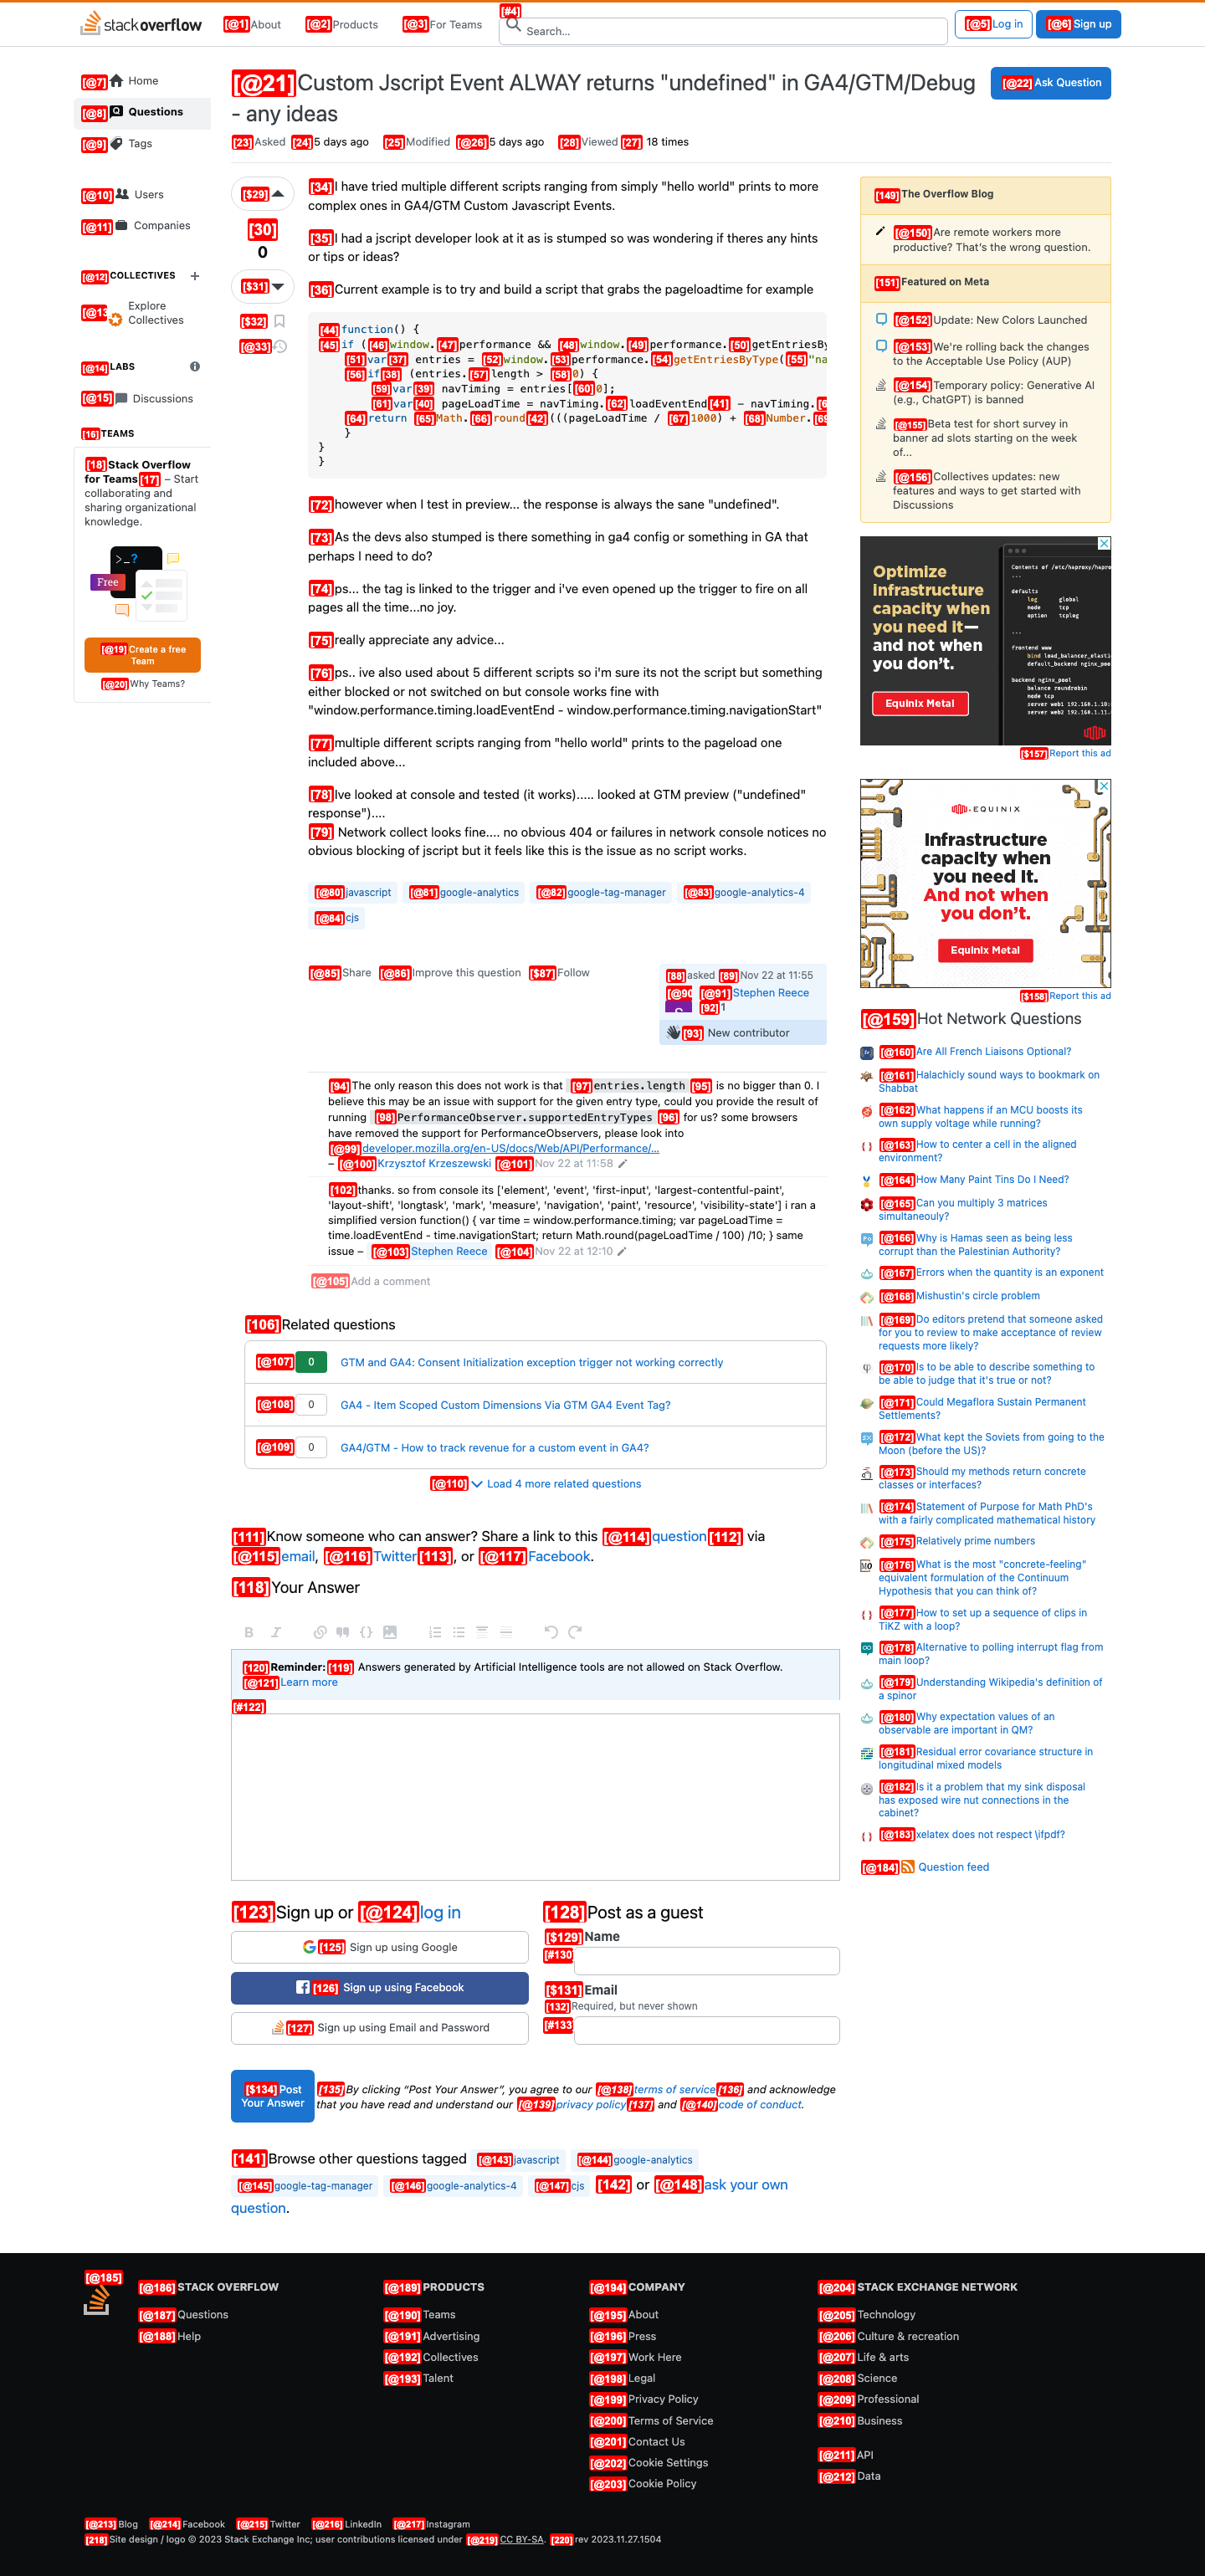 stackoverflow
[@1]About
[@2]Products
[@3]For Teams
[#4]
Search...
[@5]Log in
[@6]Sign up
[@7] Home
[@8] Questions
[@9] Tags
[@10] Users
[@11] Companies
[@12]COLLECTIVES +
Explore
Collectives
[@14]LABS
[@15] Discussions
[16]TEAMS
[18]Stack Overflow
for Teams[17] – Start
collaborating and
sharing organizational
knowledge.
>_?
Free
[@19]Create a free
Team
[@20]Why Teams?
[@21]Custom Jscript Event ALWAY returns "undefined" in GA4/GTM/Debug
- any ideas
[@22]Ask Question
[23]Asked [24]5 days ago [25]Modified [@26]5 days ago [28]Viewed [27] 18 times
[$29]
[30]
0
[$31]
[$32]
[@33]
[34]I have tried multiple different scripts ranging from simply "hello world" prints to more
complex ones in GA4/GTM Custom Javascript Events.
[35]I had a jscript developer look at it as is stumped so was wondering if theres any hints
or tips or ideas?
[36]Current example is to try and build a script that grabs the pageloadtime for example
[44]function() {
[45]if ([46]window.[47]performance && [48]window.[49]performance.[50]getEntriesBy
[51]var[37] entries = [52]window.[53]performance.[54]getEntriesByType([55]"na
[56]if[38] (entries.[57]length > [58]0) {
[59]var[39] navTiming = entries[[60]0];
[61]var[40] pageLoadTime = navTiming.[62]loadEventEnd[41] - navTiming.
[64]return [65]Math.[66]round[42](((pageLoadTime / [67]1000) + [68]Number.
}
}
}
[72]however when I test in preview... the response is always the sane "undefined".
[73]As the devs also stumped is there something in ga4 config or something in GA that
perhaps I need to do?
[74]ps... the tag is linked to the trigger and i've even opened up the trigger to fire on all
pages all the time...no joy.
[75]really appreciate any advice...
[76]ps.. ive also used about 5 different scripts so i'm sure its not the script but something
either blocked or not switched on but console works fine with
"window.performance.timing.loadEventEnd - window.performance.timing.navigationStart"
[77]multiple different scripts ranging from "hello world" prints to the pageload one
included above...
[78]Ive looked at console and tested (it works)..... looked at GTM preview ("undefined"
response")....
[79] Network collect looks fine.... no obvious 404 or failures in network console notices no
obvious blocking of jscript but it feels like this is the issue as no script works.
[@80]javascript [@81]google-analytics [@82]google-tag-manager [@83]google-analytics-4
[@84]cjs
[@85]Share [@86]Improve this question [$87]Follow
[88]asked [89]Nov 22 at 11:55
[@91]Stephen Reece
[92]1
[93] New contributor
[94]The only reason this does not work is that [97]entries.length [95] is no bigger than 0. I
believe this may be an issue with support for the given entry type, could you provide the result of
running [98]PerformanceObserver.supportedEntryTypes [96] for us? some browsers
have removed the support for PerformanceObservers, please look into
[@99]developer.mozilla.org/en-US/docs/Web/API/Performance/…
– [@100]Krzysztof Krzeszewski [@101]Nov 22 at 11:58
[102]thanks. so from console its ['element', 'event', 'first-input', 'largest-contentful-paint',
'layout-shift', 'longtask', 'mark', 'measure', 'navigation', 'paint', 'resource', 'visibility-state'] i ran a
simplified version function() { var time = window.performance.timing; var pageLoadTime =
time.loadEventEnd - time.navigationStart; return Math.round(pageLoadTime / 100) /10; } same
issue – [@103]Stephen Reece [@104]Nov 22 at 12:10
[@105]Add a comment
[106]Related questions
[@107] 0 GTM and GA4: Consent Initialization exception trigger not working correctly
[@108] 0 GA4 - Item Scoped Custom Dimensions Via GTM GA4 Event Tag?
[@109] 0 GA4/GTM - How to track revenue for a custom event in GA4?
[@110] Load 4 more related questions
[111]Know someone who can answer? Share a link to this [@114]question[112] via
[@115]email, [@116]Twitter[113], or [@117]Facebook.
[118]Your Answer
[120]Reminder:[119] Answers generated by Artificial Intelligence tools are not allowed on Stack Overflow.
[@121]Learn more
[#122]
[123]Sign up or [@124]log in
[125] Sign up using Google
[126] Sign up using Facebook
[127] Sign up using Email and Password
[128]Post as a guest
[$129]Name
[#130]
[$131]Email
[132]Required, but never shown
[#133]
[$134]Post
Your Answer
[135]By clicking “Post Your Answer”, you agree to our [@138]terms of service[136] and acknowledge
that you have read and understand our [@139]privacy policy[137] and [@140]code of conduct.
[141]Browse other questions tagged [@143]javascript [@144]google-analytics
[@145]google-tag-manager [@146]google-analytics-4 [@147]cjs [142] or [@148]ask your own
question.
[149]The Overflow Blog
[@150]Are remote workers more
productive? That’s the wrong question.
[151]Featured on Meta
[@152]Update: New Colors Launched
[@153]We're rolling back the changes
to the Acceptable Use Policy (AUP)
[@154]Temporary policy: Generative AI
(e.g., ChatGPT) is banned
[@155]Beta test for short survey in
banner ad slots starting on the week
of…
[@156]Collectives updates: new
features and ways to get started with
Discussions
Optimize
infrastructure
capacity when
you need it—
and not when
you don’t.
Equinix Metal
Contents of /etc/haproxy/haprox
...
defaults
log global
mode tcp
option tcplog
...
frontend www
bind load_balancer_elastic
default_backend nginx_pool
backend nginx_pool
balance roundrobin
mode tcp
server web1 192.168.10.1
server web2 192.168.11.
[$157]Report this ad
EQUINIX
Infrastructure
capacity when
you need it.
And not when
you don’t.
Equinix Metal
[$158]Report this ad
[@159]Hot Network Questions
[@160]Are All French Liaisons Optional?
[@161]Halachicly sound ways to bookmark on
Shabbat
[@162]What happens if an MCU boosts its
own supply voltage while running?
[@163]How to center a cell in the aligned
environment?
[@164]How Many Paint Tins Do I Need?
[@165]Can you multiply 3 matrices
simultaneouly?
[@166]Why is Hamas seen as being less
corrupt than the Palestinian Authority?
[@167]Errors when the quantity is an exponent
[@168]Mishustin's circle problem
[@169]Do editors pretend that someone asked
for you to review to make acceptance of review
requests more likely?
[@170]Is to be able to describe something to
be able to judge that it's true or not?
[@171]Could Megaflora Sustain Permanent
Settlements?
[@172]What kept the Soviets from going to the
Moon (before the US)?
[@173]Should my methods return concrete
classes or interfaces?
[@174]Statement of Purpose for Math PhD's
with a fairly complicated mathematical history
[@175]Relatively prime numbers
[@176]What is the most "concrete-feeling"
equivalent formulation of the Continuum
Hypothesis that you can think of?
[@177]How to set up a sequence of clips in
TiKZ with a loop?
[@178]Alternative to polling interrupt flag from
main loop?
[@179]Understanding Wikipedia's definition of
a spinor
[@180]Why expectation values of an
observable are important in QM?
[@181]Residual error covariance structure in
longitudinal mixed models
[@182]Is it a problem that my sink disposal
has exposed wire nut connections in the
cabinet?
[@183]xelatex does not respect \ifpdf?
[@184] Question feed
[@185]
[@186]STACK OVERFLOW
[@187]Questions
[@188]Help
[@189]PRODUCTS
[@190]Teams
[@191]Advertising
[@192]Collectives
[@193]Talent
[@194]COMPANY
[@195]About
[@196]Press
[@197]Work Here
[@198]Legal
[@199]Privacy Policy
[@200]Terms of Service
[@201]Contact Us
[@202]Cookie Settings
[@203]Cookie Policy
[@204]STACK EXCHANGE NETWORK
[@205]Technology
[@206]Culture & recreation
[@207]Life & arts
[@208]Science
[@209]Professional
[@210]Business
[@211]API
[@212]Data
[@213]Blog [@214]Facebook [@215]Twitter [@216]LinkedIn [@217]Instagram
[218]Site design / logo © 2023 Stack Exchange Inc; user contributions licensed under [@219]CC BY-SA. [220]rev 2023.11.27.1504